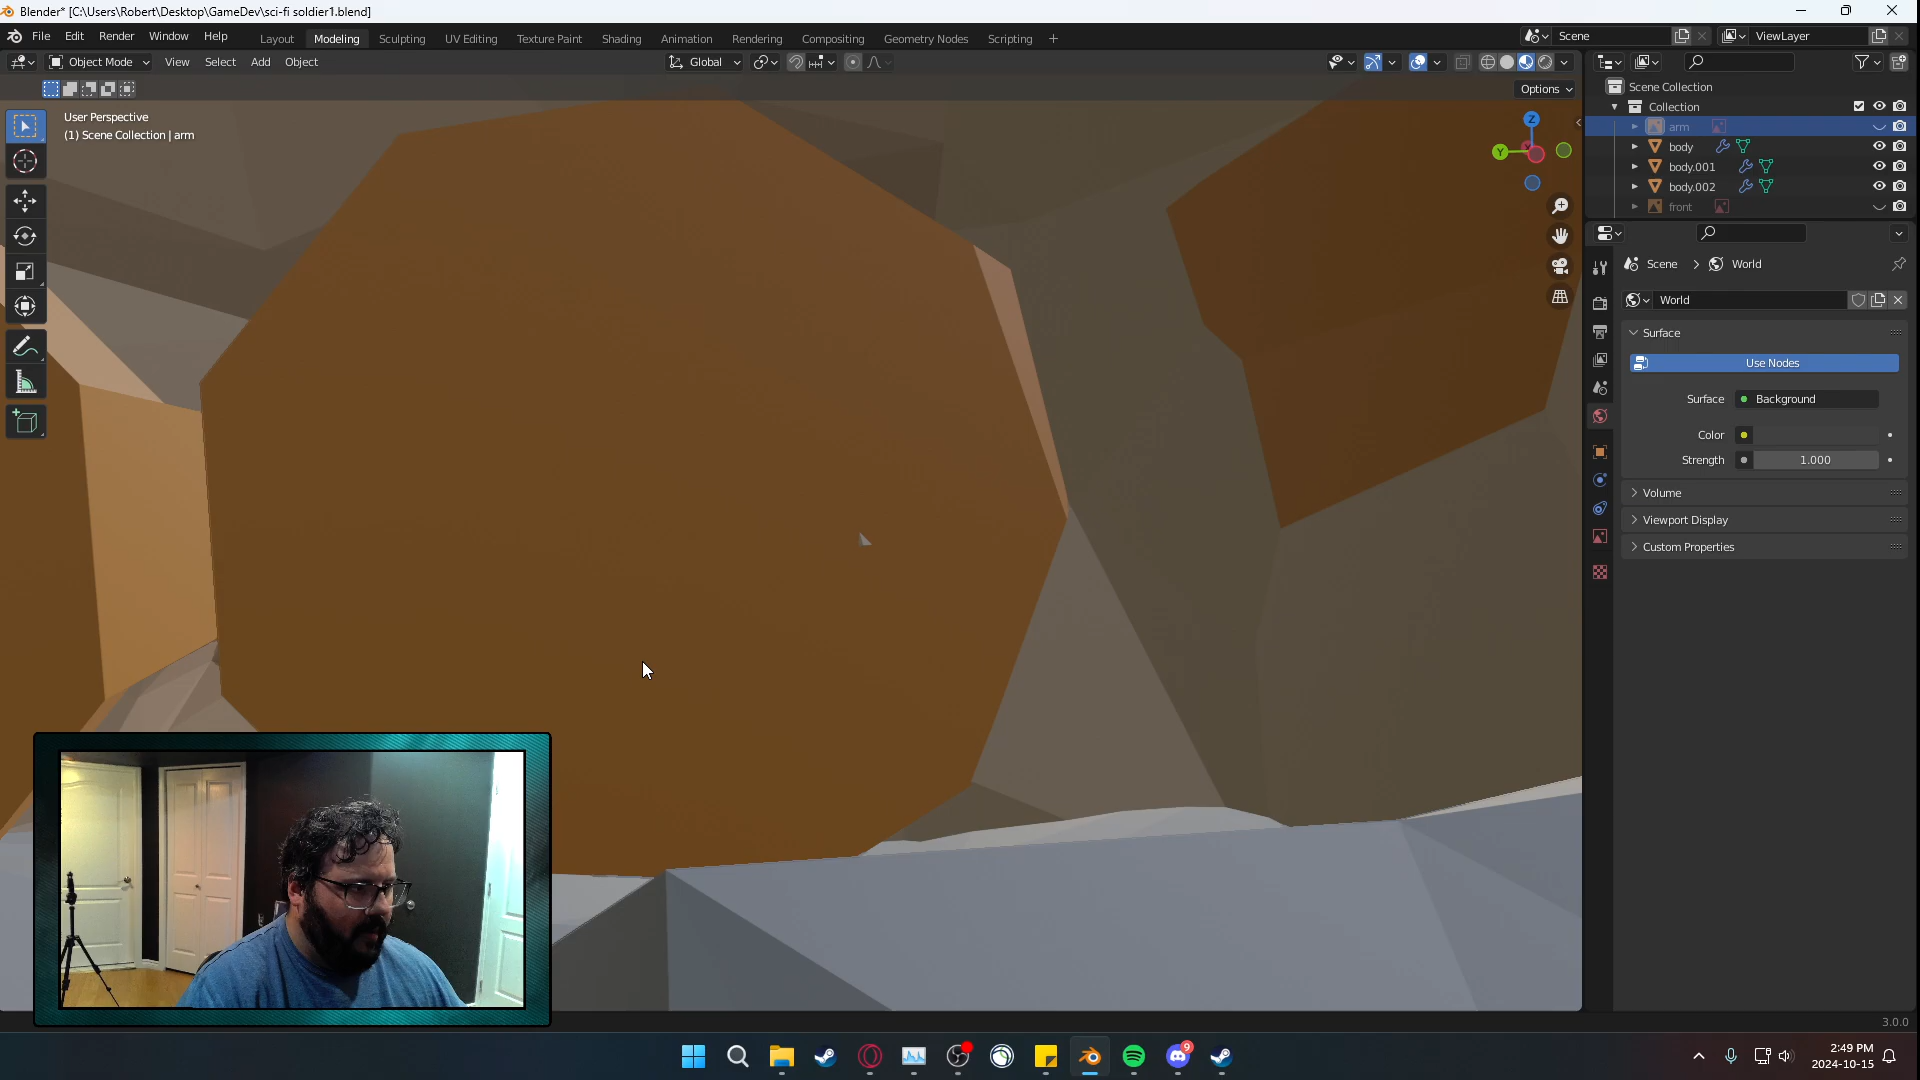 Blender* [C:\Users\Robert\Desktop\GameDev\sci-fi soldier1.blend]
File Edit Render Window Help Layout Modeling Sculpting UV Editing Texture Paint Shading Animation Rendering Compositing Geometry Nodes Scripting + Scene ViewLayer
Object Mode View Select Add Object Global
Options
User Perspective
(1) Scene Collection | arm
Z
Y
Scene Collection
Collection
arm
body
body.001
body.002
front
Scene > World
World
Surface
Use Nodes
Surface Background
Color
Strength 1.000
Volume
Viewport Display
Custom Properties
3.0.0
9
2:49 PM
2024-10-15